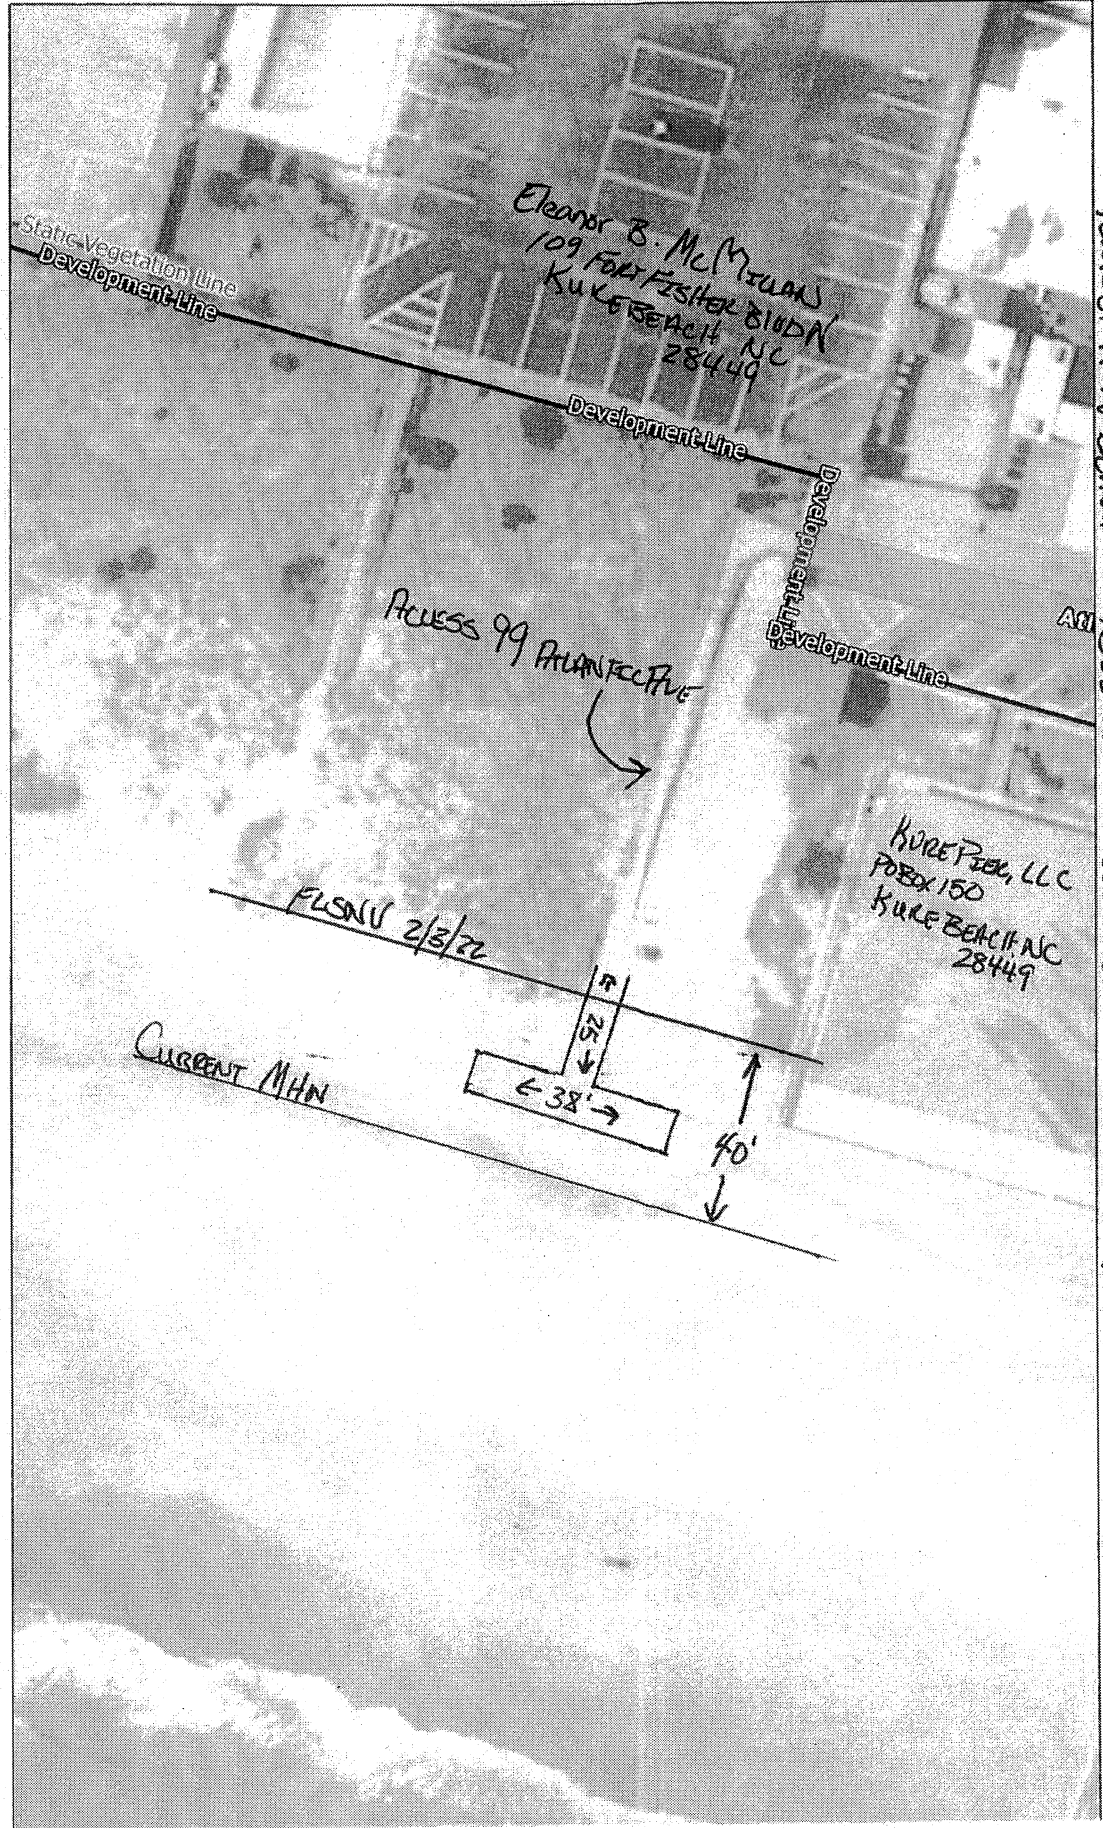 Static Vegetation Line
Development Line
Eleanor B. McMillan
109 Fort Fisher Blvd N
Kure Beach NC
28449
Development Line
Development Line
Development Line
Atl
Access 99 Atlantic Ave
Kure Pier, LLC
PO Box 150
Kure Beach NC
28449
FLSNV 2/3/22
25
← 38' →
40'
Current MHW